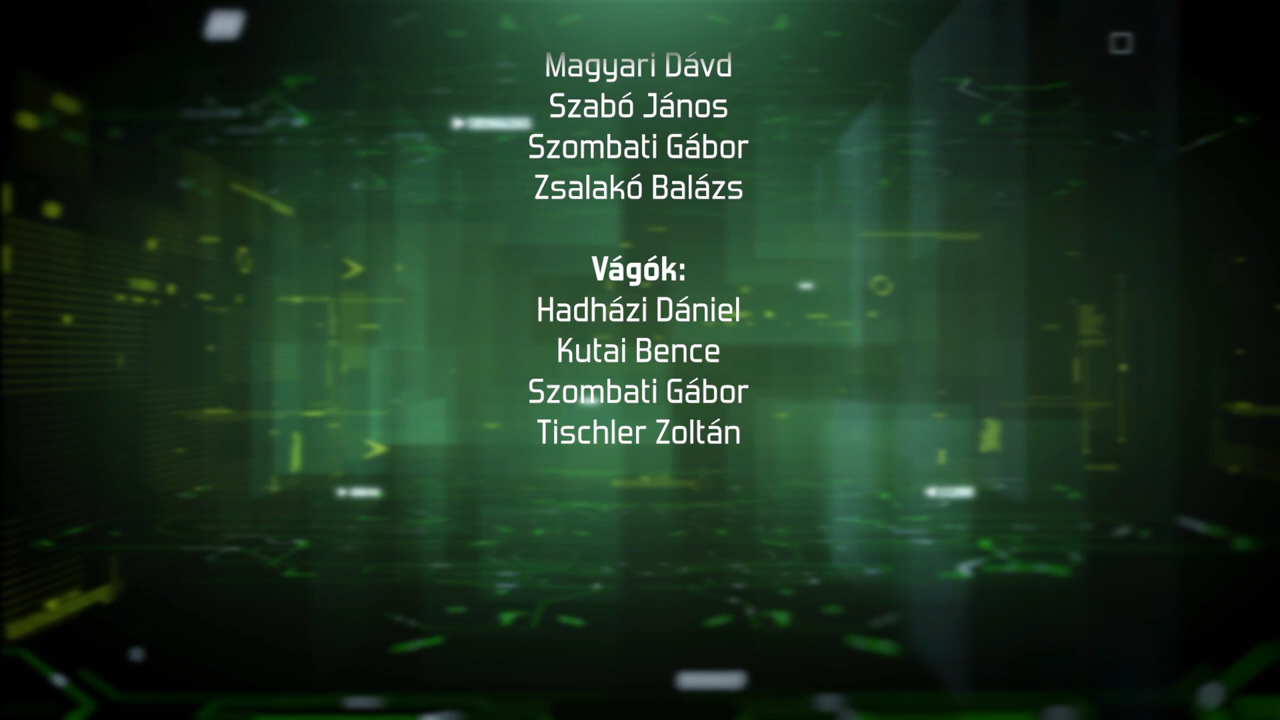 Magyari Dávd
Szabó János
Szombati Gábor
Zsalakó Balázs
Vágók:
Hadházi Dániel
Kutai Bence
Szombati Gábor
Tischler Zoltán